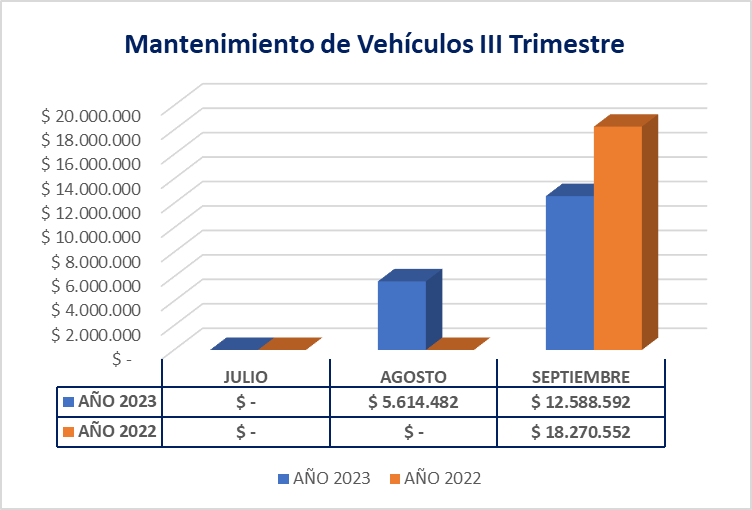 Mantenimiento de Vehículos III Trimestre
$ 20.000.000
$ 18.000.000
$ 16.000.000
$ 14.000.000
$ 12.000.000
$ 10.000.000
$ 8.000.000
$ 6.000.000
$ 4.000.000
$ 2.000.000
$ -
JULIO AGOSTO SEPTIEMBRE
AÑO 2023 $ - $ 5.614.482 $ 12.588.592
AÑO 2022 $ - $ - $ 18.270.552
AÑO 2023 AÑO 2022